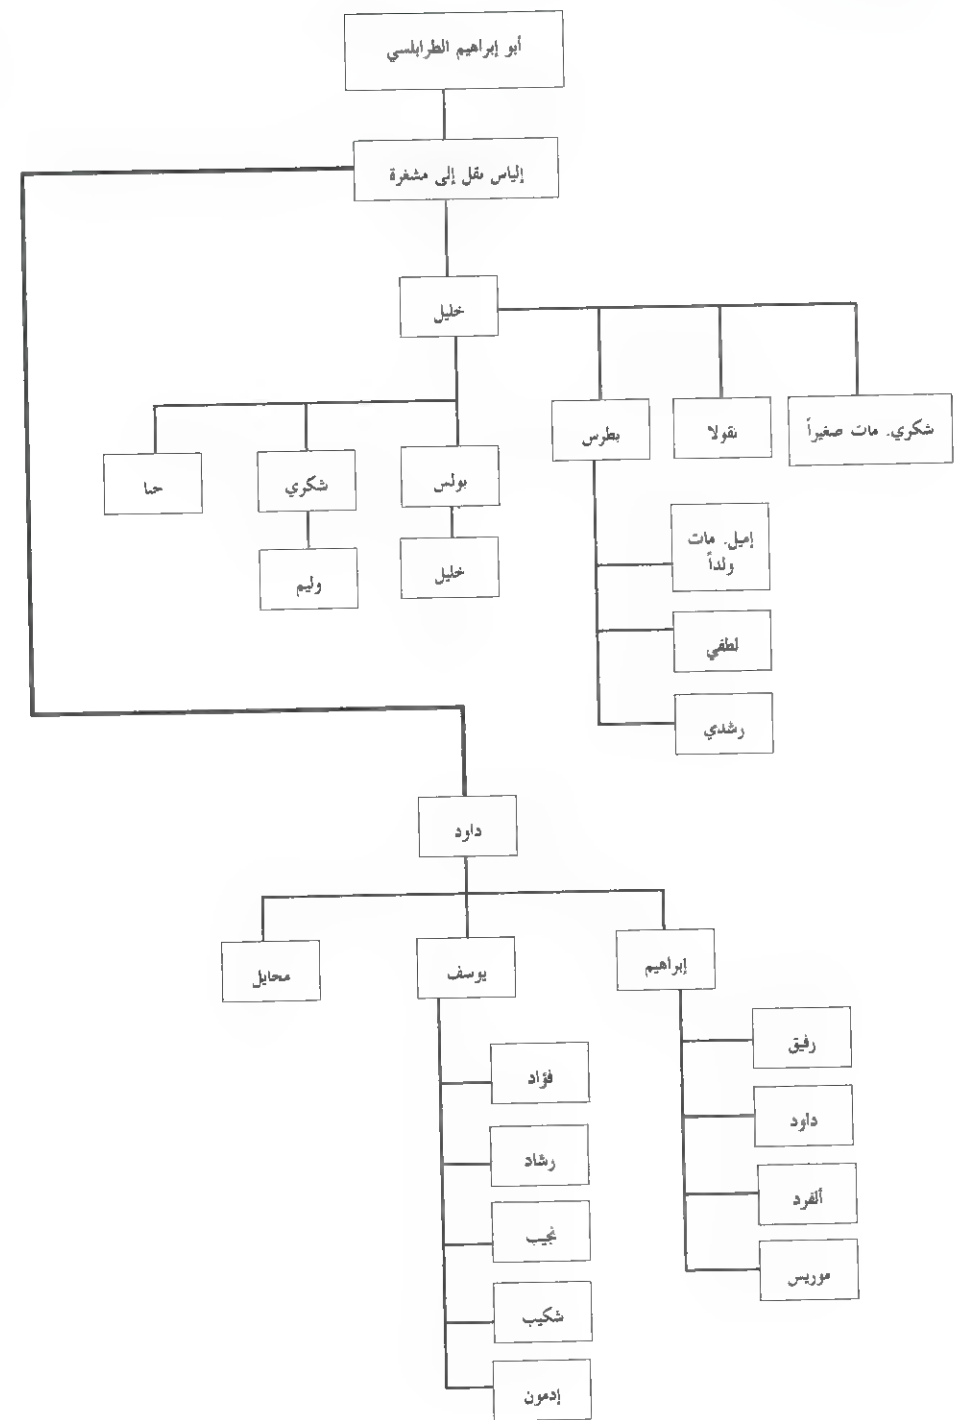 أبو إبراهيم الطرابلسي
إلياس نقل إلى مشغرة
خليل
شكري. مات صغيراً
نقولا
بطرس
بولس
شكري
حنا
إميل. مات
ولداً
خليل
وليم
لطفي
رشدي
داود
إبراهيم
يوسف
محايل
رفيق
فؤاد
داود
رشاد
ألفرد
نجيب
موريس
شكيب
إدمون